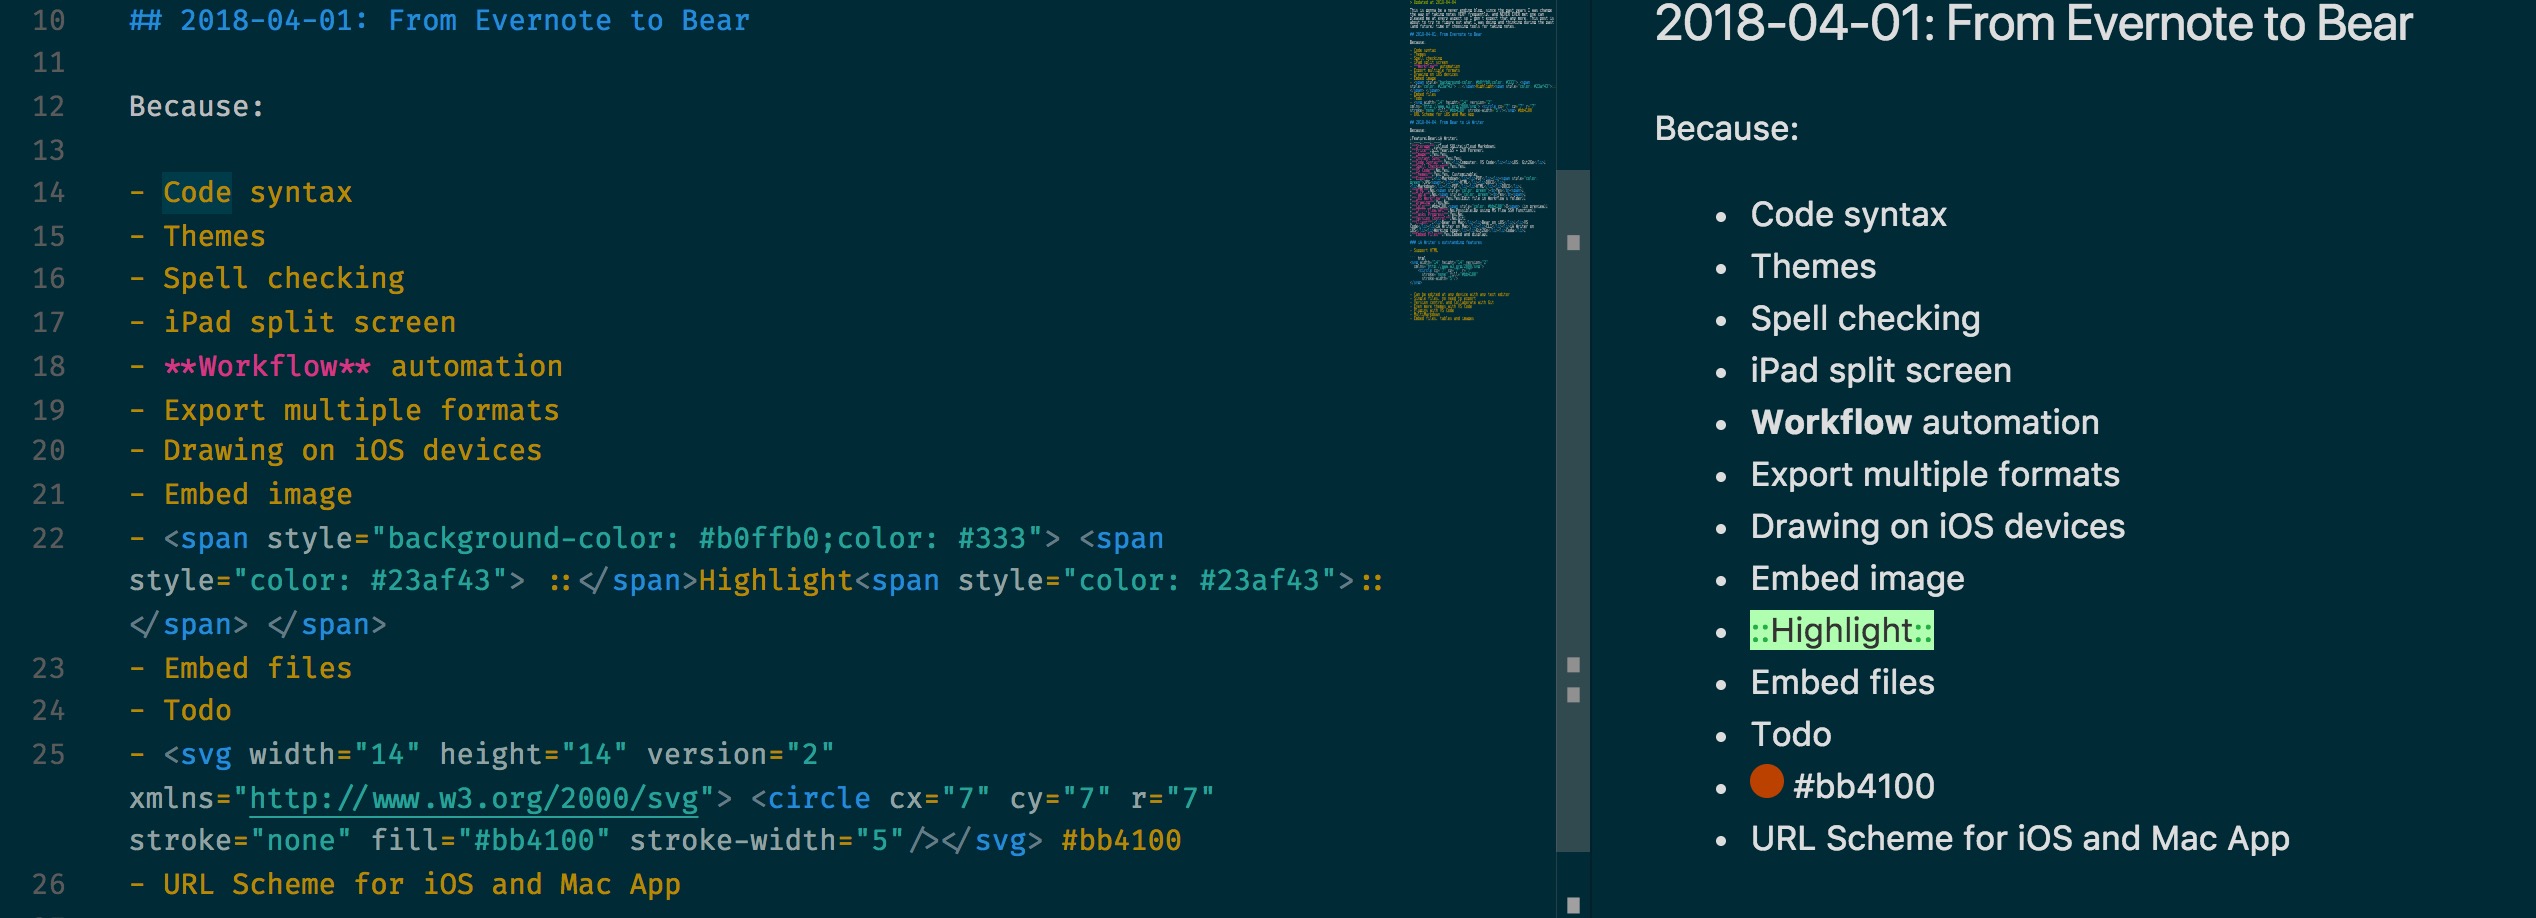 10 ## 2018-04-01: From Evernote to Bear
11
12 Because:
13
14 - Code syntax
15 - Themes
16 - Spell checking
17 - iPad split screen
18 - **Workflow** automation
19 - Export multiple formats
20 - Drawing on iOS devices
21 - Embed image
22 - <span style="background-color: #b0ffb0;color: #333"> <span
style="color: #23af43"> ::</span>Highlight<span style="color: #23af43">::
</span> </span>
23 - Embed files
24 - Todo
25 - <svg width="14" height="14" version="2"
xmlns="http://www.w3.org/2000/svg"> <circle cx="7" cy="7" r="7"
stroke="none" fill="#bb4100" stroke-width="5"/></svg> #bb4100
26 - URL Scheme for iOS and Mac App
2018-04-01: From Evernote to Bear
Because:
• Code syntax
• Themes
• Spell checking
• iPad split screen
• Workflow automation
• Export multiple formats
• Drawing on iOS devices
• Embed image
• ::Highlight::
• Embed files
• Todo
• #bb4100
• URL Scheme for iOS and Mac App